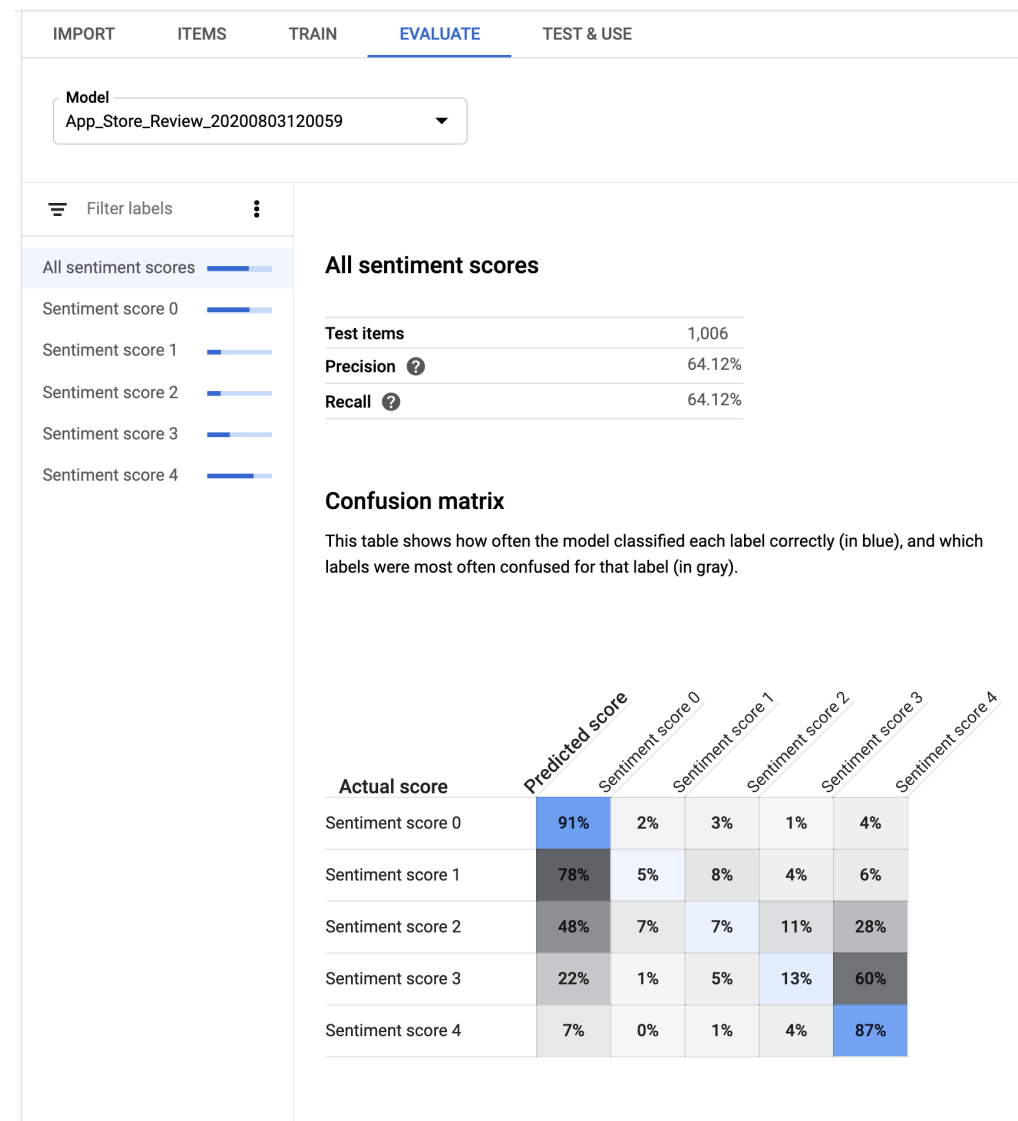 IMPORT ITEMS TRAIN EVALUATE TEST & USE
Model
App_Store_Review_20200803120059
Filter labels
All sentiment scores
Sentiment score 0
Sentiment score 1
Sentiment score 2
Sentiment score 3
Sentiment score 4
All sentiment scores
Test items 1,006
Precision ? 64.12%
Recall ? 64.12%
Confusion matrix
This table shows how often the model classified each label correctly (in blue), and which
labels were most often confused for that label (in gray).
Actual score Predicted score Sentiment score 0 Sentiment score 1 Sentiment score 2 Sentiment score 3 Sentiment score 4
Sentiment score 0 91% 2% 3% 1% 4%
Sentiment score 1 78% 5% 8% 4% 6%
Sentiment score 2 48% 7% 7% 11% 28%
Sentiment score 3 22% 1% 5% 13% 60%
Sentiment score 4 7% 0% 1% 4% 87%